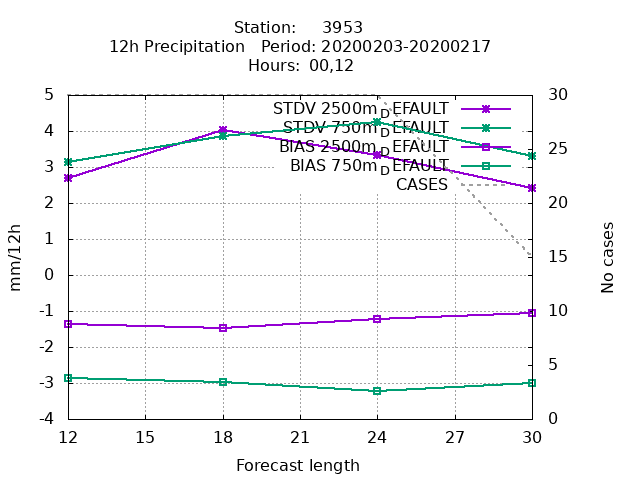 Station: 3953
12h Precipitation Period: 20200203-20200217
Hours: 00,12
5 30
STDV 2500m_DEFAULT
4 STDV 750m_DEFAULT
25
BIAS 2500m_DEFAULT
3 BIAS 750m_DEFAULT
CASES
2 20
1
mm/12h
No cases
15
0
-1 10
-2
5
-3
-4 0
12 15 18 21 24 27 30
Forecast length